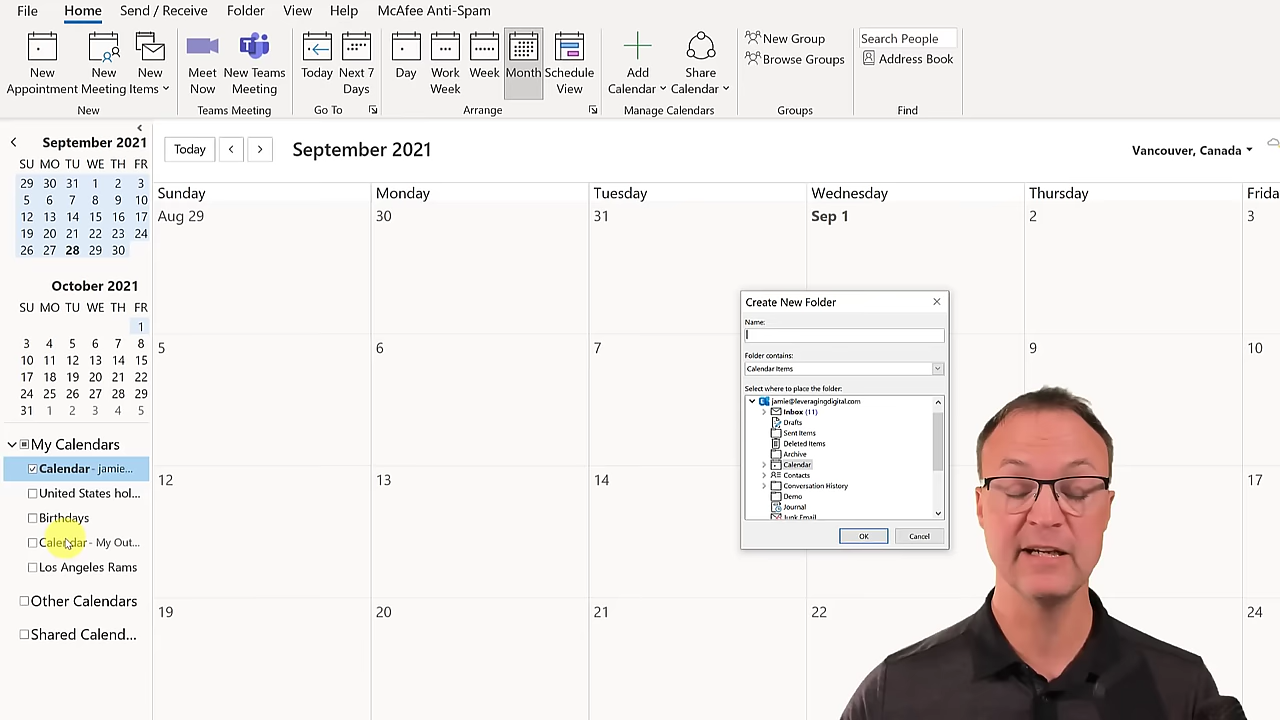 File Home Send / Receive Folder View Help McAfee Anti-Spam
New Appointment
New Meeting
New Items
New
Meet Now
New Teams Meeting
Teams Meeting
Today
Next 7 Days
Go To
Day
Work Week
Week
Month
Schedule View
Arrange
Add Calendar
Share Calendar
Manage Calendars
New Group
Browse Groups
Groups
Search People
Address Book
Find
September 2021
SU MO TU WE TH FR
29 30 31 1 2 3
5 6 7 8 9 10
12 13 14 15 16 17
19 20 21 22 23 24
26 27 28 29 30
October 2021
SU MO TU WE TH FR
1
3 4 5 6 7 8
10 11 12 13 14 15
17 18 19 20 21 22
24 25 26 27 28 29
31 1 2 3 4 5
My Calendars
Calendar - jamie...
United States hol...
Birthdays
Calendar - My Out...
Los Angeles Rams
Other Calendars
Shared Calend...
Today
September 2021
Vancouver, Canada
Sunday Monday Tuesday Wednesday Thursday Frida
Aug 29 30 31 Sep 1 2 3
5 6 7 9 10
12 13 14 17
19 20 21 22 24
Create New Folder
Name:
Folder contains:
Calendar Items
Select where to place the folder:
jamie@leveragingdigital.com
Inbox (11)
Drafts
Sent Items
Deleted Items
Archive
Calendar
Contacts
Conversation History
Demo
Journal
Junk Email
OK Cancel